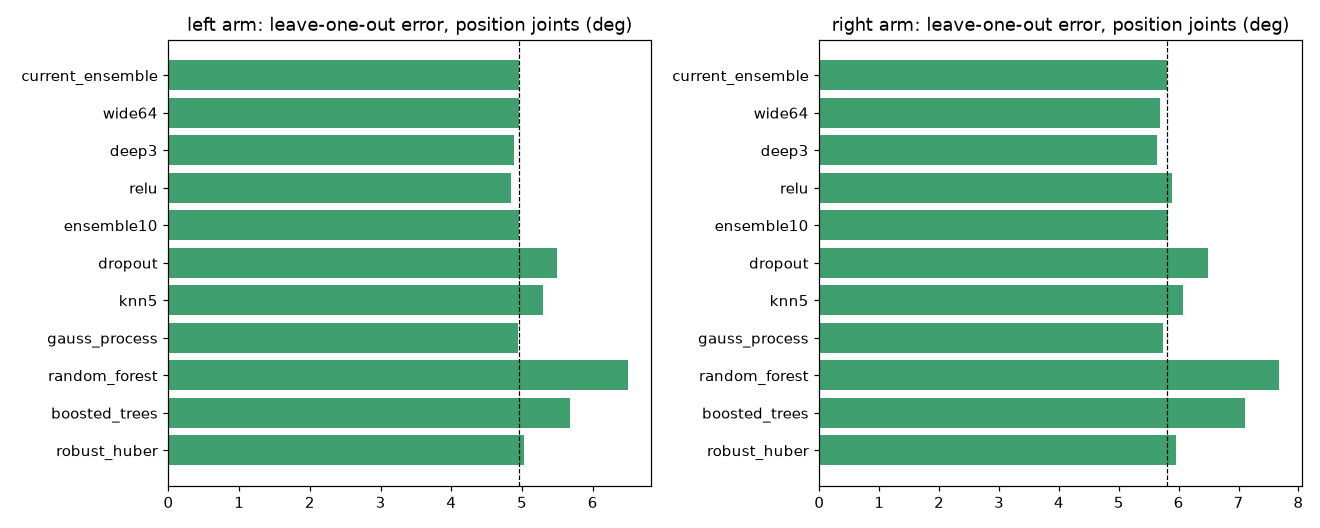 left arm: leave-one-out error, position joints (deg)
current_ensemble
wide64
deep3
relu
ensemble10
dropout
knn5
gauss_process
random_forest
boosted_trees
robust_huber
0 1 2 3 4 5 6
right arm: leave-one-out error, position joints (deg)
current_ensemble
wide64
deep3
relu
ensemble10
dropout
knn5
gauss_process
random_forest
boosted_trees
robust_huber
0 1 2 3 4 5 6 7 8